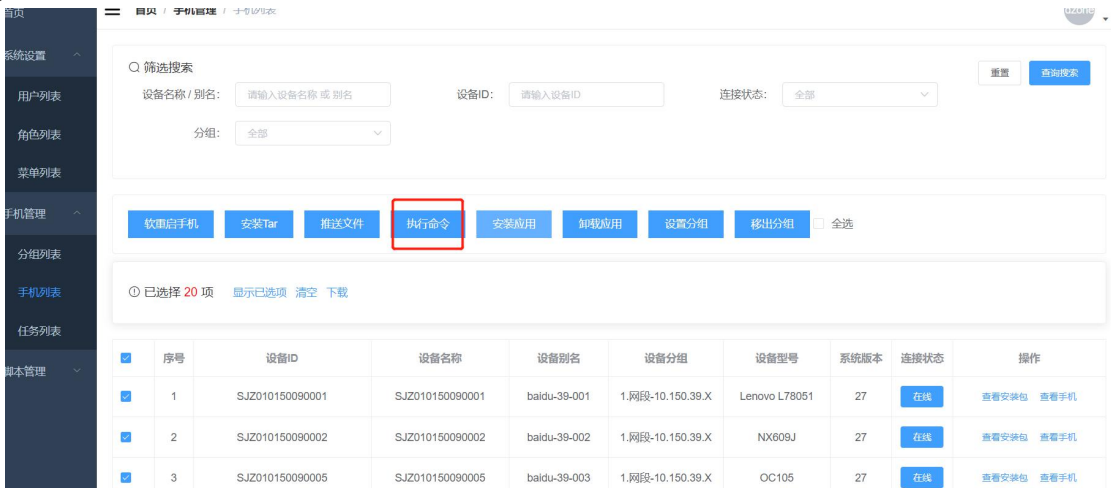 首页
系统设置
用户列表
角色列表
菜单列表
手机管理
分组列表
手机列表
任务列表
脚本管理
首页 / 手机管理 / 手机列表
qzone
筛选搜索
重置 查询搜索
设备名称 / 别名： 请输入设备名称 或 别名 设备ID： 请输入设备ID 连接状态： 全部
分组： 全部
软重启手机 安装Tar 推送文件 执行命令 安装应用 卸载应用 设置分组 移出分组 全选
已选择 20 项 显示已选项 清空 下载
序号 设备ID 设备名称 设备别名 设备分组 设备型号 系统版本 连接状态 操作
1 SJZ010150090001 SJZ010150090001 baidu-39-001 1.网段-10.150.39.X Lenovo L78051 27 在线 查看安装包 查看手机
2 SJZ010150090002 SJZ010150090002 baidu-39-002 1.网段-10.150.39.X NX609J 27 在线 查看安装包 查看手机
3 SJZ010150090005 SJZ010150090005 baidu-39-003 1.网段-10.150.39.X OC105 27 在线 查看安装包 查看手机